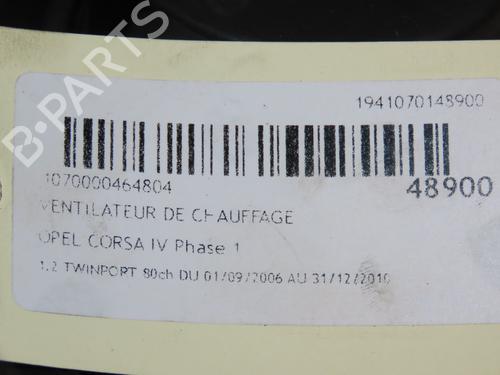 B-PARTS
1941070148900
1070000464804
48900
VENTILATEUR DE CHAUFFAGE
OPEL CORSA IV Phase 1
1.2 TWINPORT 80ch DU 01/09/2006 AU 31/12/2010